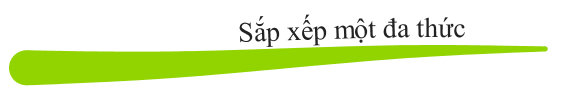 Sắp xếp một đa thức